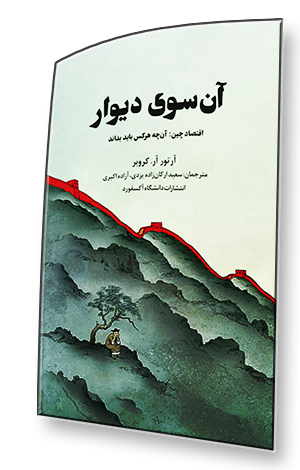 آن‌سوی دیوار
اقتصاد چین: آن‌چه هرکس باید بداند
آرتور آر. کروبر
مترجمان: سعید ارکان‌زاده یزدی، آزاده اکبری
انتشارات دانشگاه آکسفورد